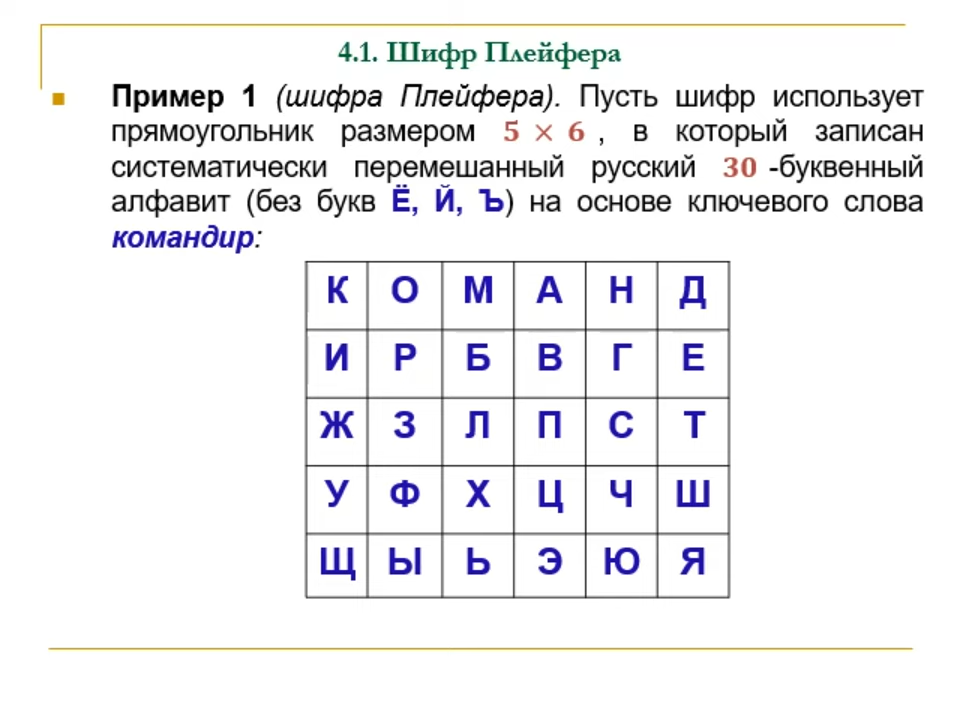 4.1. Шифр Плейфера
Пример 1 (шифра Плейфера). Пусть шифр использует
прямоугольник размером 5 × 6 , в который записан
систематически перемешанный русский 30 -буквенный
алфавит (без букв Ё, Й, Ъ) на основе ключевого слова
командир:
К О М А Н Д
И Р Б В Г Е
Ж З Л П С Т
У Ф Х Ц Ч Ш
Щ Ы Ь Э Ю Я